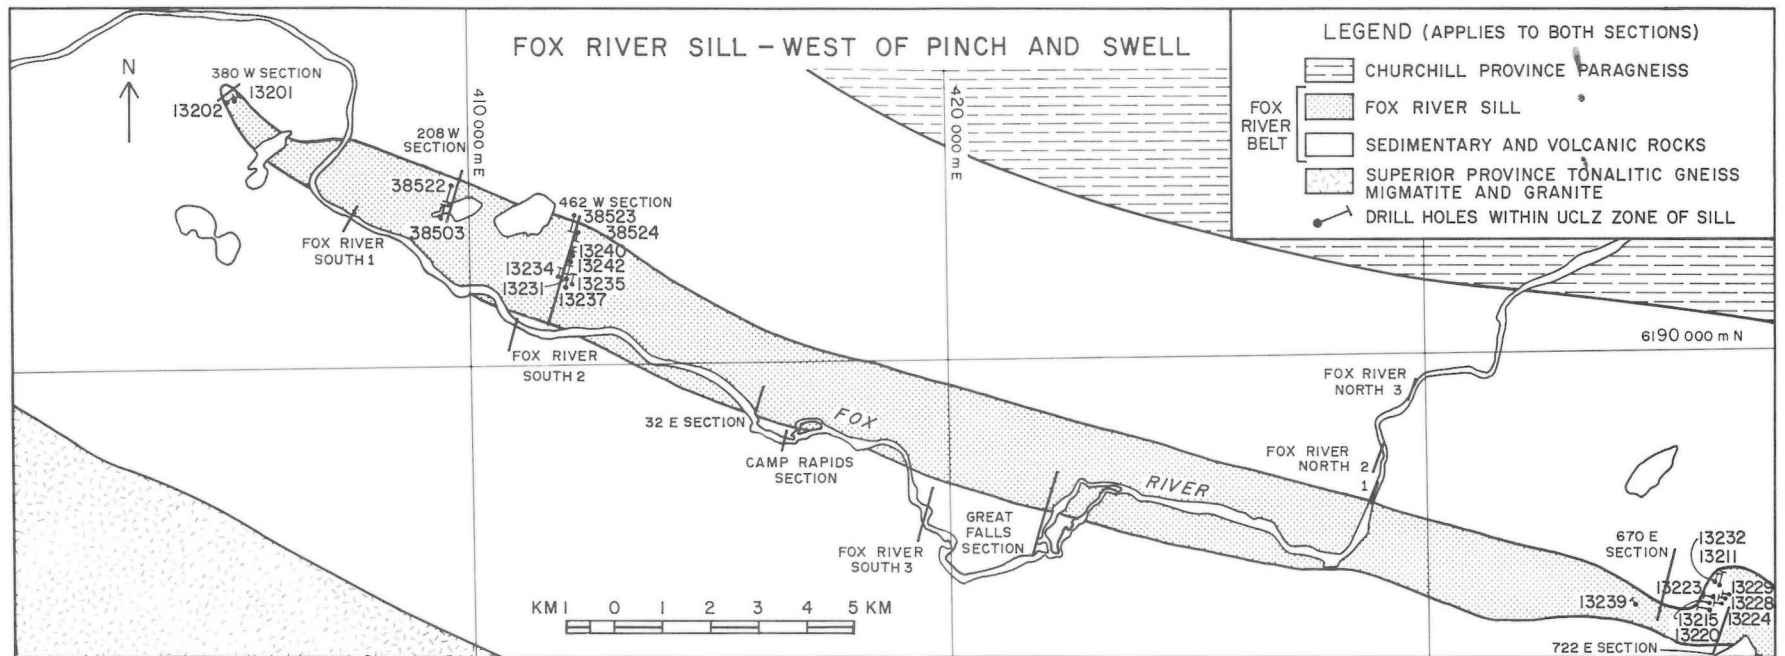 FOX RIVER SILL – WEST OF PINCH AND SWELL
LEGEND (APPLIES TO BOTH SECTIONS)
CHURCHILL PROVINCE PARAGNEISS
FOX RIVER BELT
FOX RIVER SILL
SEDIMENTARY AND VOLCANIC ROCKS
SUPERIOR PROVINCE TONALITIC GNEISS
MIGMATITE AND GRANITE
DRILL HOLES WITHIN UCLZ ZONE OF SILL
N
380 W SECTION
13201
13202
410 000 m E
420 000 m E
208 W
SECTION
38522
38503
462 W SECTION
38523
38524
13240
13242
13234
13235
13231
13237
FOX RIVER
SOUTH 1
FOX RIVER
SOUTH 2
6190 000 m N
FOX RIVER
NORTH 3
32 E SECTION
FOX
CAMP RAPIDS
SECTION
FOX RIVER
NORTH 2
1
RIVER
GREAT
FALLS
SECTION
FOX RIVER
SOUTH 3
670 E
SECTION
13232
13211
13223
13229
13239
13228
13215
13224
13220
722 E SECTION
KM 1 0 1 2 3 4 5 KM